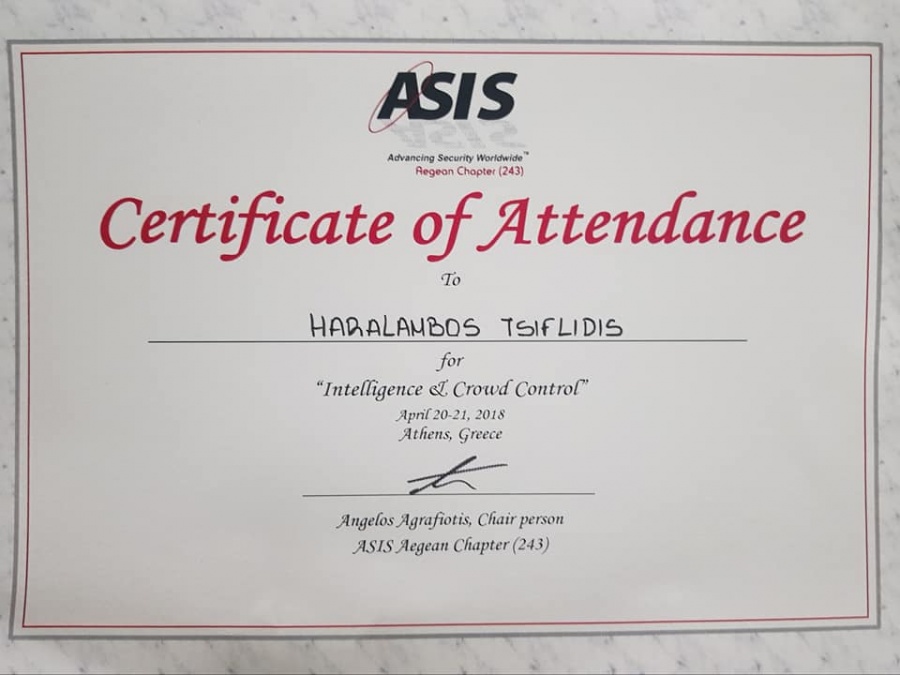 ASIS
Advancing Security Worldwide™
Aegean Chapter (243)
Certificate of Attendance
To
HARALAMBOS TSIFLIDIS
for
“Intelligence & Crowd Control”
April 20-21, 2018
Athens, Greece
Angelos Agrafiotis, Chair person
ASIS Aegean Chapter (243)